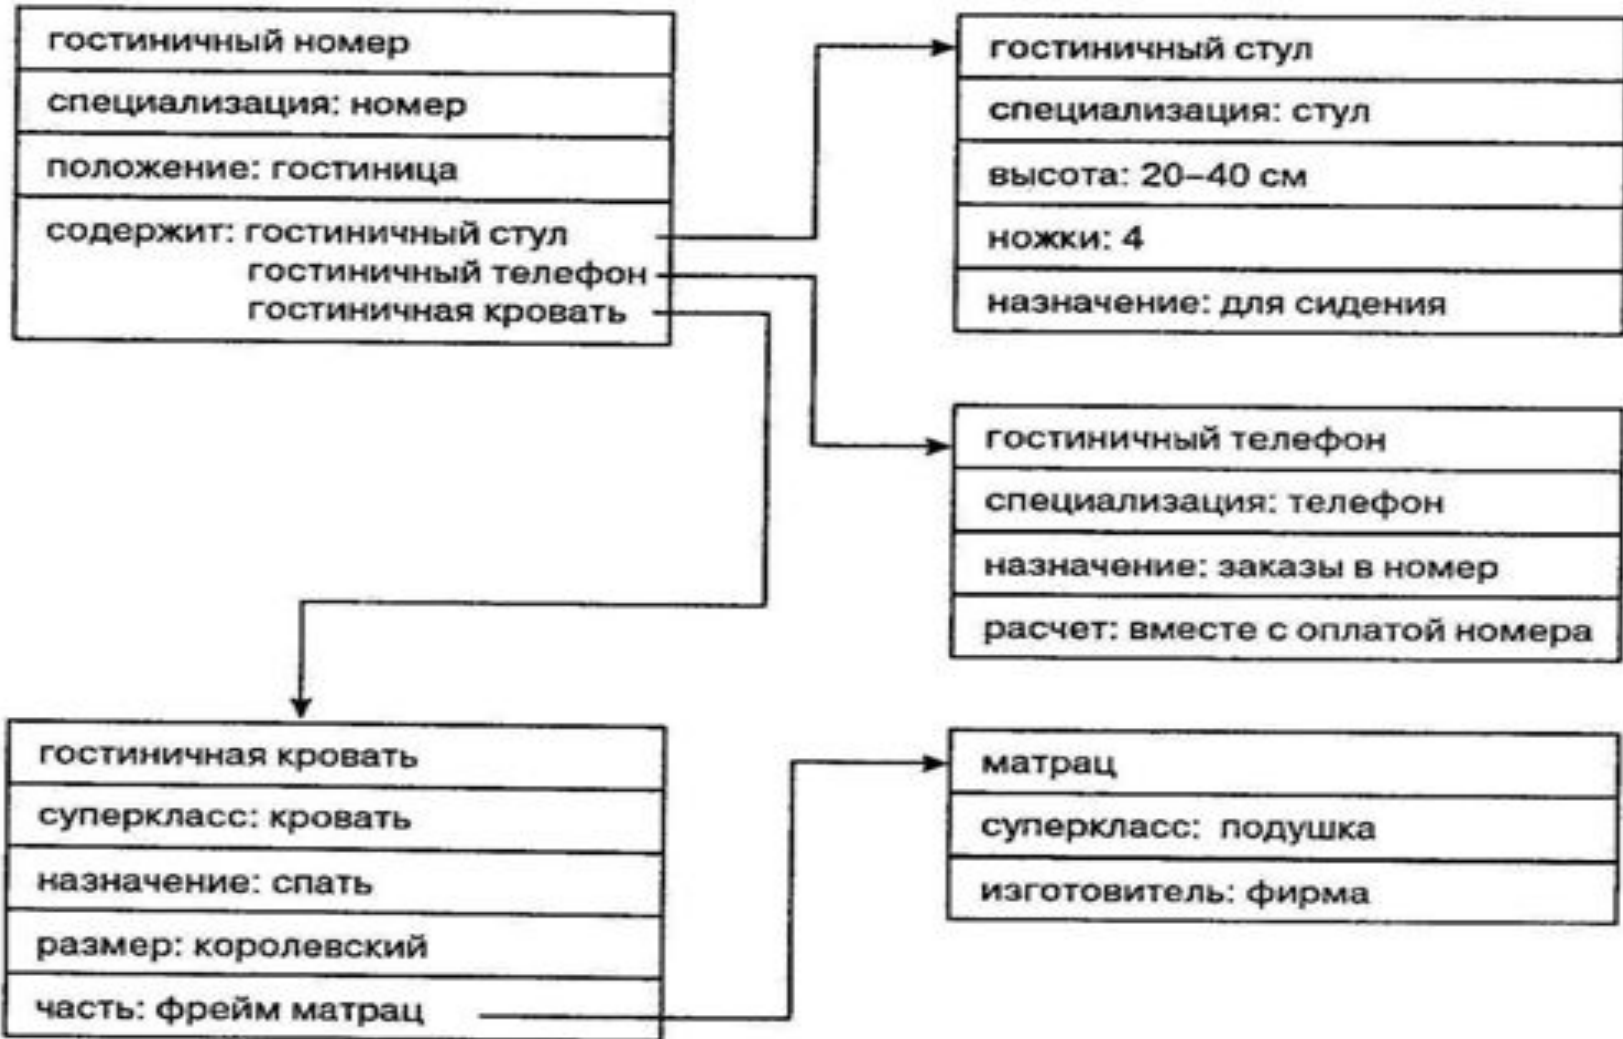 гостиничный номер
специализация: номер
положение: гостиница
содержит: гостиничный стул
гостиничный телефон
гостиничная кровать
гостиничный стул
специализация: стул
высота: 20–40 см
ножки: 4
назначение: для сидения
гостиничный телефон
специализация: телефон
назначение: заказы в номер
расчет: вместе с оплатой номера
гостиничная кровать
суперкласс: кровать
назначение: спать
размер: королевский
часть: фрейм матрац
матрац
суперкласс: подушка
изготовитель: фирма